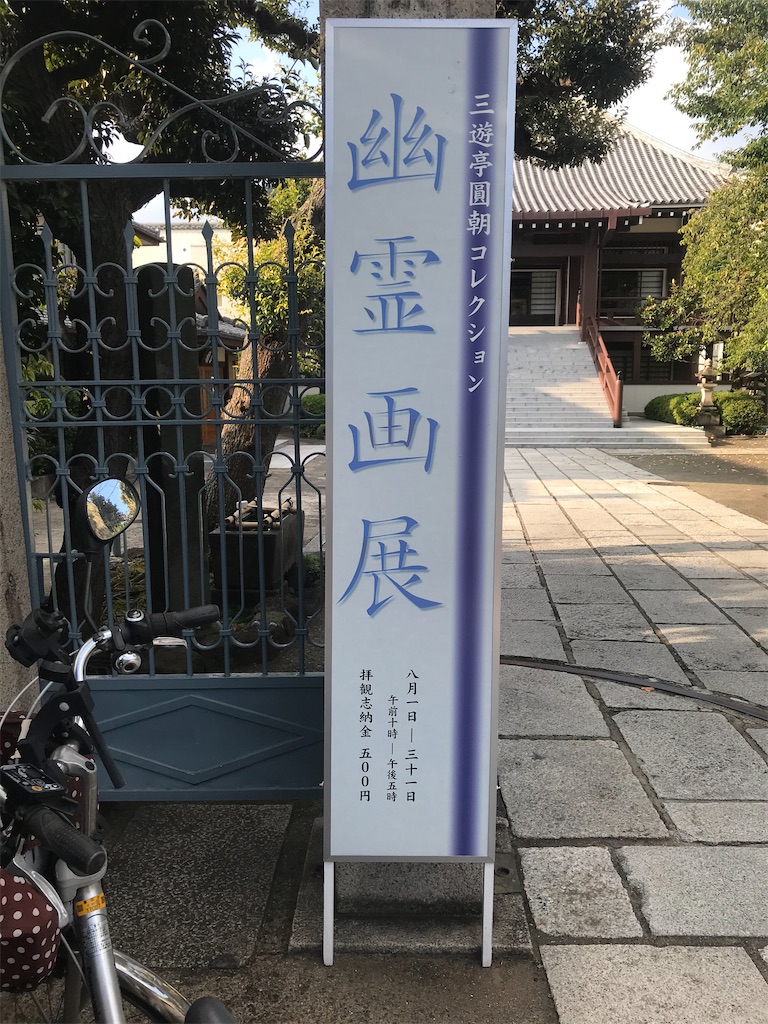 三遊亭圓朝コレクション
幽霊画展
八月一日―三十一日
午前十時―午後五時
拝観志納金 五00円